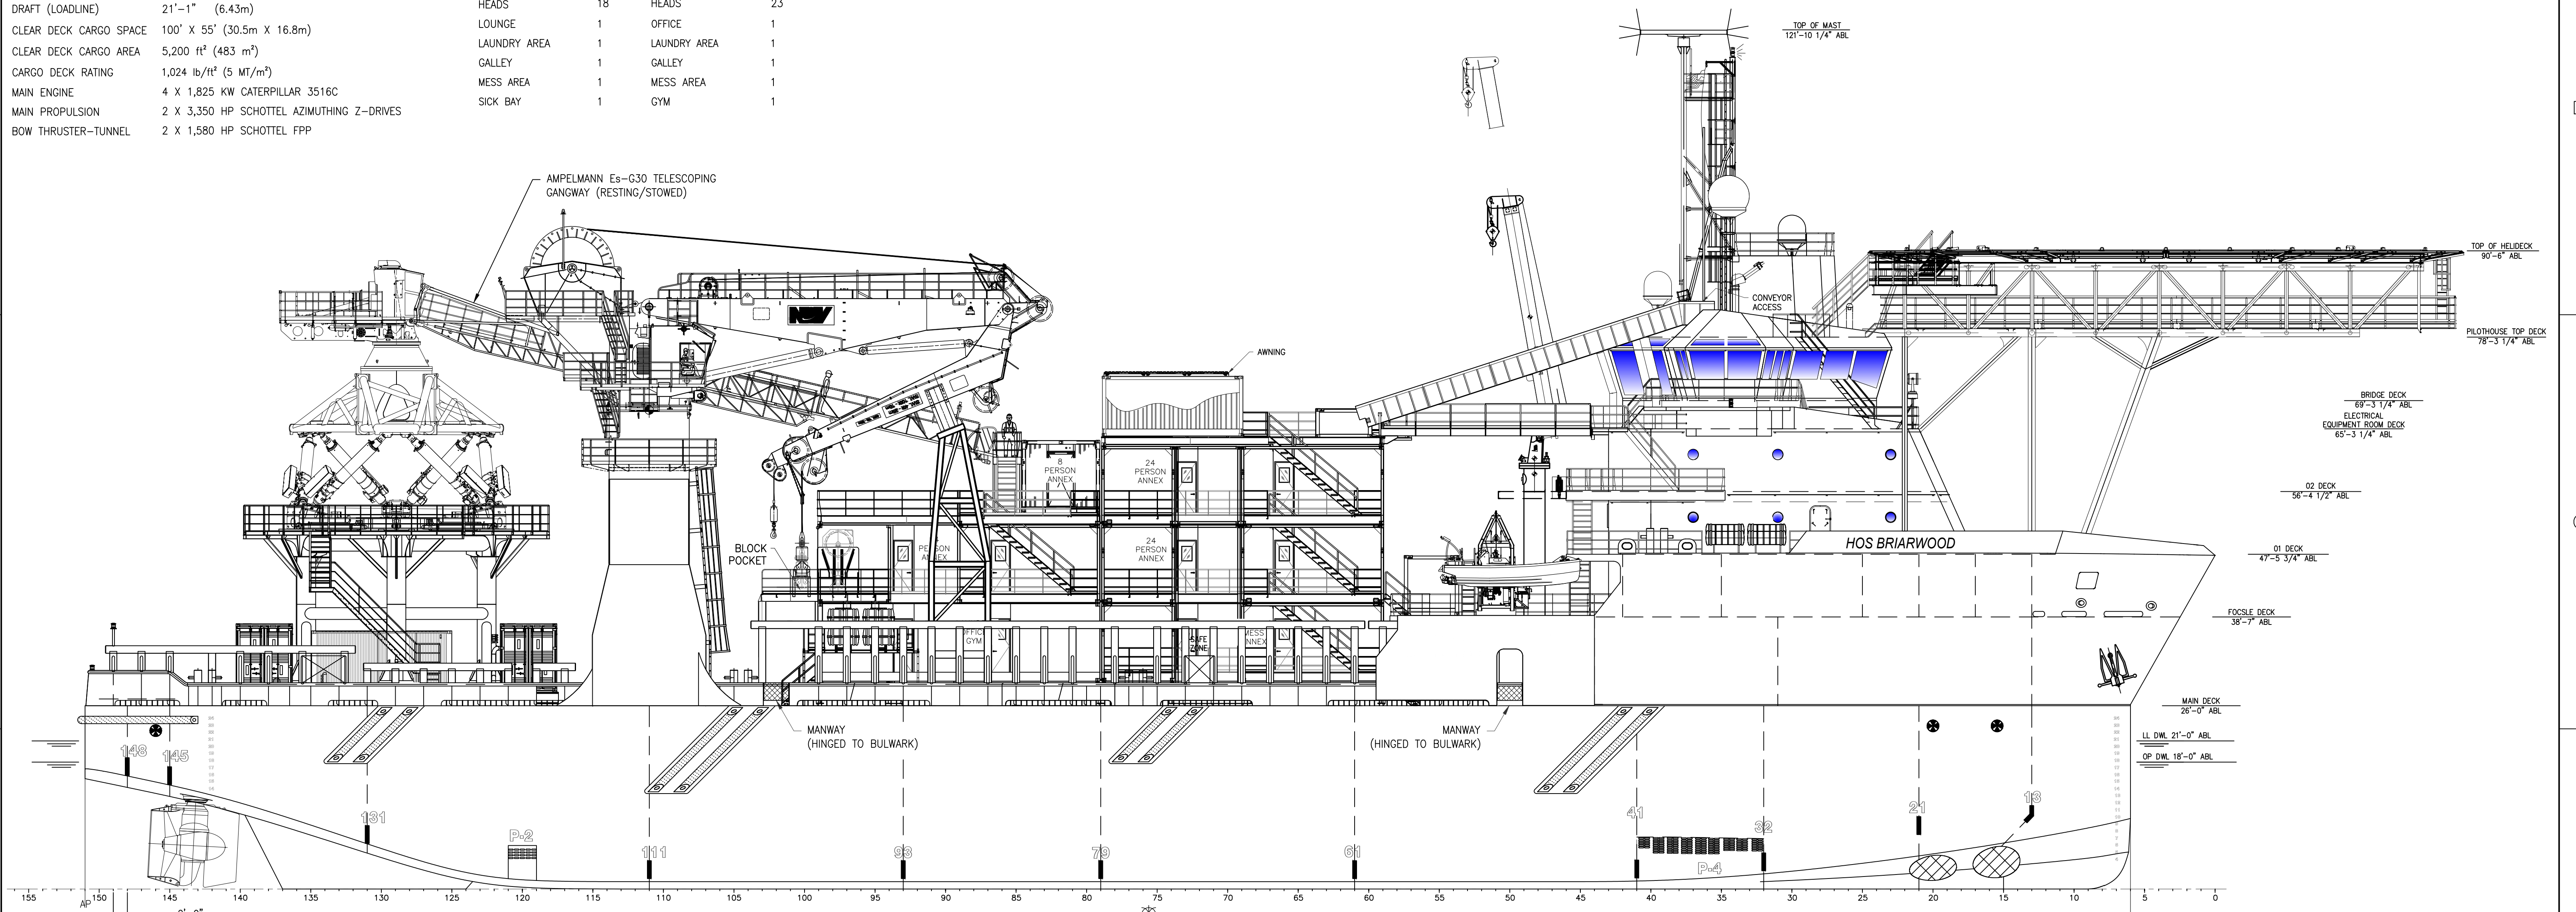 DRAFT (LOADLINE) 21'-1" (6.43m)
CLEAR DECK CARGO SPACE 100' X 55' (30.5m X 16.8m)
CLEAR DECK CARGO AREA 5,200 ft² (483 m²)
CARGO DECK RATING 1,024 lb/ft² (5 MT/m²)
MAIN ENGINE 4 X 1,825 KW CATERPILLAR 3516C
MAIN PROPULSION 2 X 3,350 HP SCHOTTEL AZIMUTHING Z-DRIVES
BOW THRUSTER-TUNNEL 2 X 1,580 HP SCHOTTEL FPP
HEADS 18 HEADS 23
LOUNGE 1 OFFICE 1
LAUNDRY AREA 1 LAUNDRY AREA 1
GALLEY 1 GALLEY 1
MESS AREA 1 MESS AREA 1
SICK BAY 1 GYM 1
TOP OF MAST
121'-10 1/4" ABL
AMPELMANN Es-G30 TELESCOPING
GANGWAY (RESTING/STOWED)
TOP OF HELIDECK
90'-6" ABL
CONVEYOR
ACCESS
NOV
PILOTHOUSE TOP DECK
78'-3 1/4" ABL
AWNING
BRIDGE DECK
69'-3 1/4" ABL
ELECTRICAL
EQUIPMENT ROOM DECK
65'-3 1/4" ABL
8
PERSON
ANNEX
24
PERSON
ANNEX
02 DECK
56'-4 1/2" ABL
BLOCK
POCKET
PERSON
ANNEX
24
PERSON
ANNEX
HOS BRIARWOOD
01 DECK
47'-5 3/4" ABL
FOCSLE DECK
38'-7" ABL
OFFICE
GYM
SAFE
ZONE
MESS
ANNEX
MAIN DECK
26'-0" ABL
MANWAY
(HINGED TO BULWARK)
MANWAY
(HINGED TO BULWARK)
LL DWL 21'-0" ABL
OP DWL 18'-0" ABL
148
145
131
P-2
111
93
79
61
41
32
P-4
21
13
155 150 145 140 135 130 125 120 115 110 105 100 95 90 85 80 75 70 65 60 55 50 45 40 35 30 25 20 15 10 5 0
AP